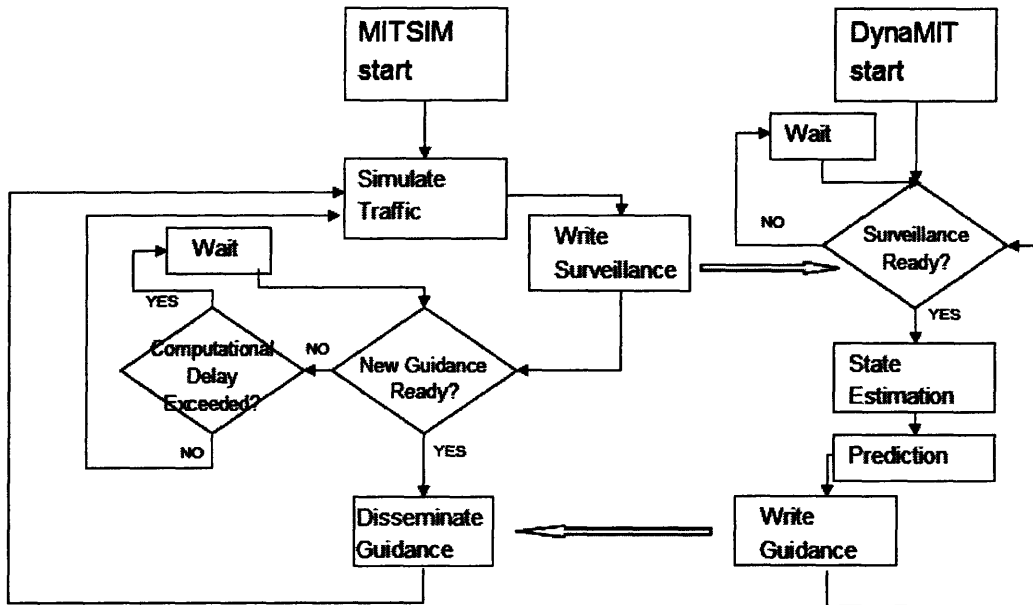 MITSIM
start
DynaMIT
start
Wait
Simulate
Traffic
NO
Write
Surveillance
Surveillance
Ready?
Wait
YES
YES
Computational
Delay
Exceeded?
NO
New Guidance
Ready?
State
Estimation
NO
YES
Prediction
Disseminate
Guidance
Write
Guidance